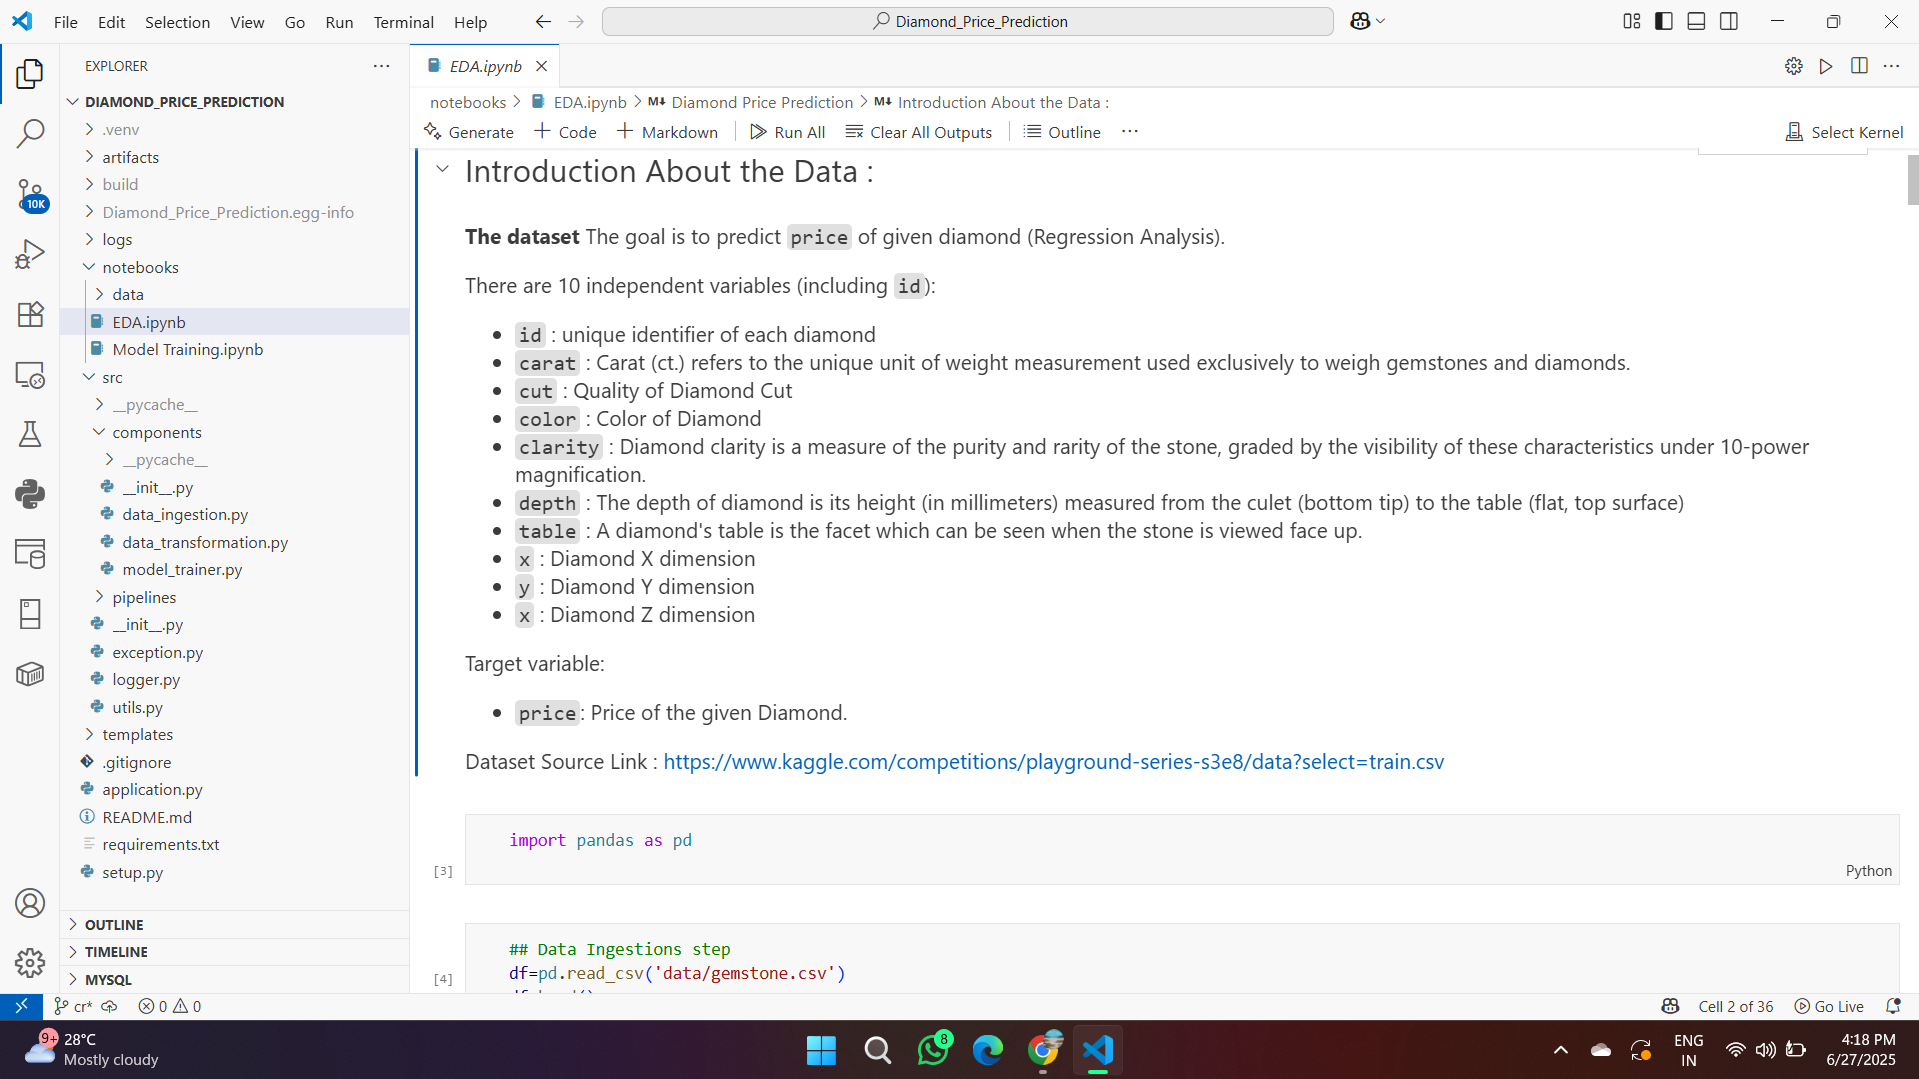 File Edit Selection View Go Run Terminal Help
Diamond_Price_Prediction
EXPLORER
DIAMOND_PRICE_PREDICTION
.venv
artifacts
build
Diamond_Price_Prediction.egg-info
logs
notebooks
data
EDA.ipynb
Model Training.ipynb
src
__pycache__
components
__pycache__
__init__.py
data_ingestion.py
data_transformation.py
model_trainer.py
pipelines
__init__.py
exception.py
logger.py
utils.py
templates
.gitignore
application.py
README.md
requirements.txt
setup.py
OUTLINE
TIMELINE
MYSQL
10K
EDA.ipynb
notebooks > EDA.ipynb > M↓ Diamond Price Prediction > M↓ Introduction About the Data :
Generate + Code + Markdown Run All Clear All Outputs Outline ··· Select Kernel
Introduction About the Data :
The dataset The goal is to predict price of given diamond (Regression Analysis).
There are 10 independent variables (including id):
• id : unique identifier of each diamond
• carat : Carat (ct.) refers to the unique unit of weight measurement used exclusively to weigh gemstones and diamonds.
• cut : Quality of Diamond Cut
• color : Color of Diamond
• clarity : Diamond clarity is a measure of the purity and rarity of the stone, graded by the visibility of these characteristics under 10-power
magnification.
• depth : The depth of diamond is its height (in millimeters) measured from the culet (bottom tip) to the table (flat, top surface)
• table : A diamond's table is the facet which can be seen when the stone is viewed face up.
• x : Diamond X dimension
• y : Diamond Y dimension
• x : Diamond Z dimension
Target variable:
• price: Price of the given Diamond.
Dataset Source Link : https://www.kaggle.com/competitions/playground-series-s3e8/data?select=train.csv
import pandas as pd
[3]
Python
## Data Ingestions step
df=pd.read_csv('data/gemstone.csv')
[4]
cr* 0 0
Cell 2 of 36 Go Live
9+
28°C
Mostly cloudy
8
ENG
IN
4:18 PM
6/27/2025